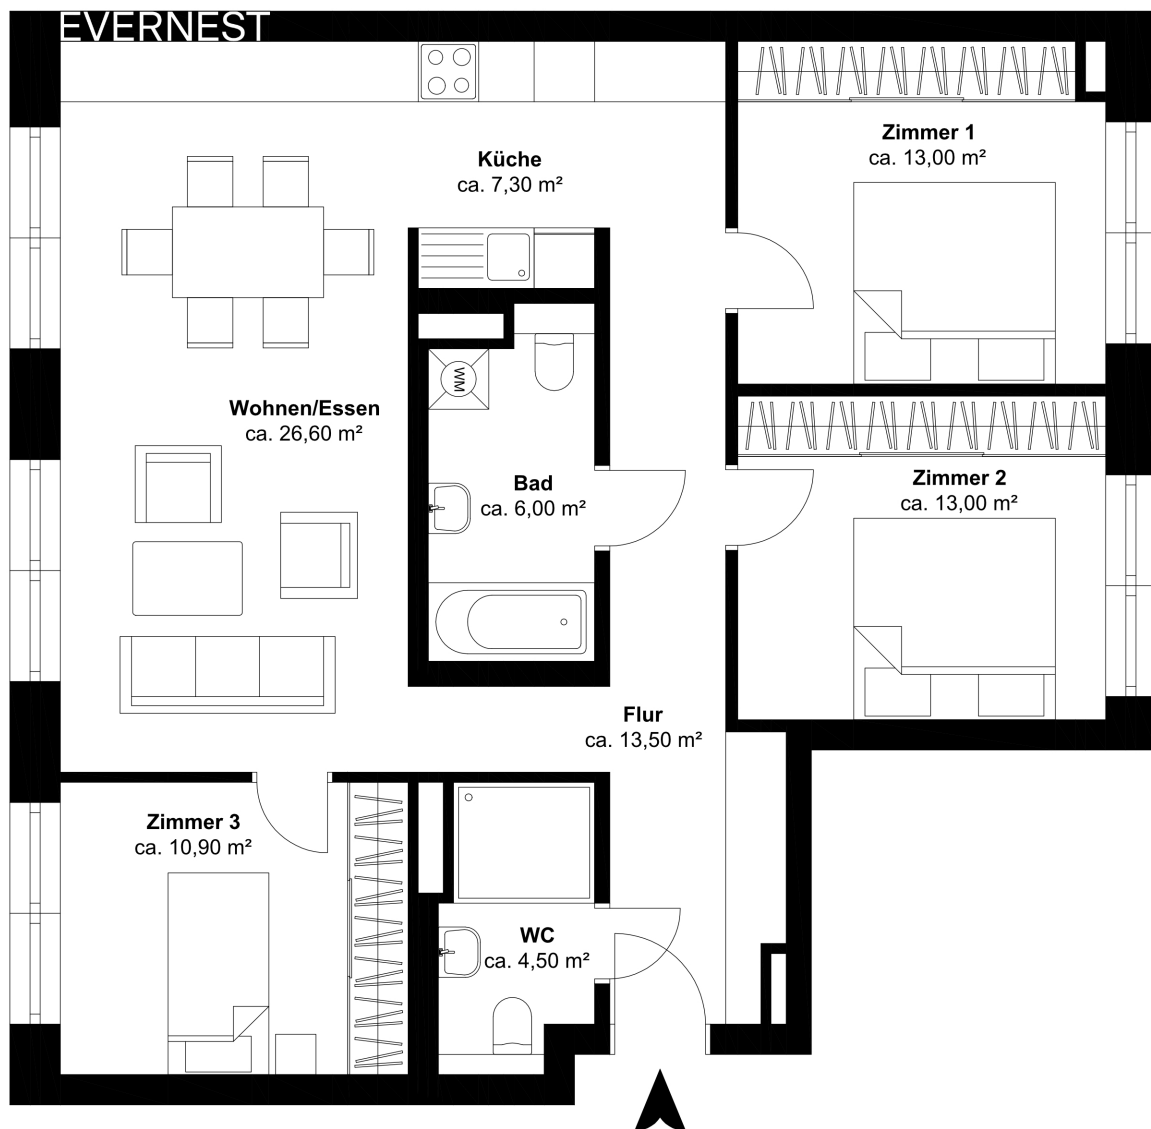 EVERNEST
Zimmer 1
ca. 13,00 m²
Küche
ca. 7,30 m²
Wohnen/Essen
ca. 26,60 m²
WM
Bad
ca. 6,00 m²
Zimmer 2
ca. 13,00 m²
Flur
ca. 13,50 m²
Zimmer 3
ca. 10,90 m²
WC
ca. 4,50 m²